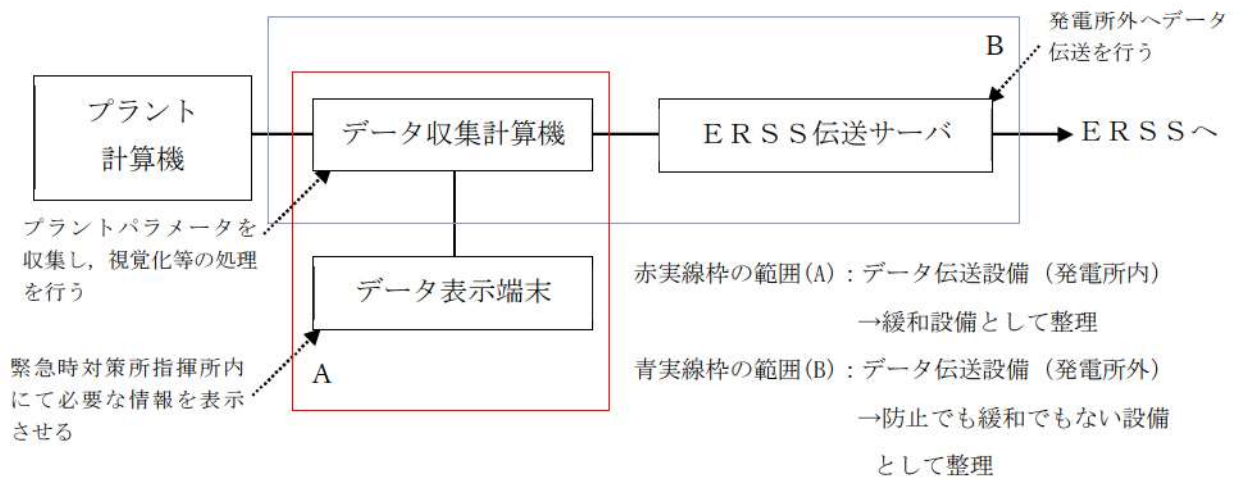 発電所外へデータ
伝送を行う
B
プラント
計算機
データ収集計算機
ＥＲＳＳ伝送サーバ
ＥＲＳＳへ
プラントパラメータを
収集し，視覚化等の処理
を行う
データ表示端末
緊急時対策所指揮所内
にて必要な情報を表示
させる
A
赤実線枠の範囲(A)：データ伝送設備（発電所内）
→緩和設備として整理
青実線枠の範囲(B)：データ伝送設備（発電所外）
→防止でも緩和でもない設備
として整理